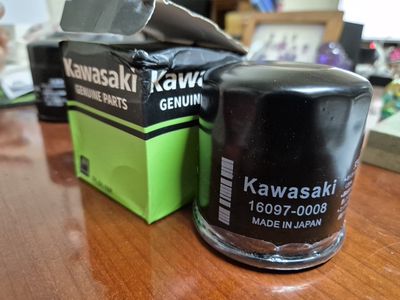 Kawasaki
GENUINE PARTS
Kawa
GENUIN
Kawasaki
16097-0008
MADE IN JAPAN